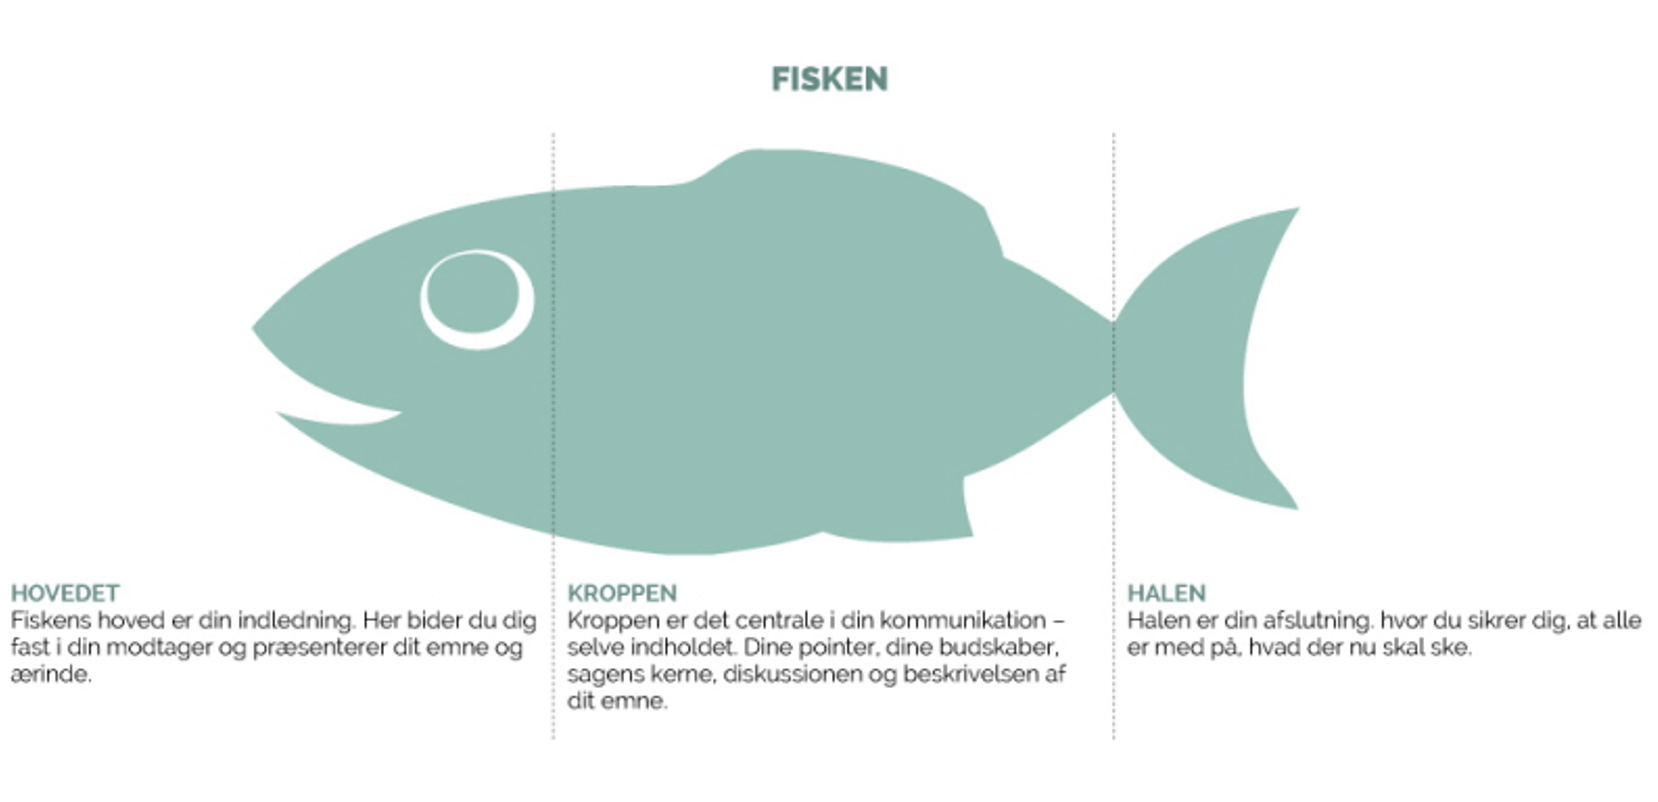 FISKEN
HOVEDET
Fiskens hoved er din indledning. Her bider du dig
fast i din modtager og præsenterer dit emne og
ærinde.
KROPPEN
Kroppen er det centrale i din kommunikation –
selve indholdet. Dine pointer, dine budskaber,
sagens kerne, diskussionen og beskrivelsen af
dit emne.
HALEN
Halen er din afslutning. hvor du sikrer dig, at alle
er med på, hvad der nu skal ske.